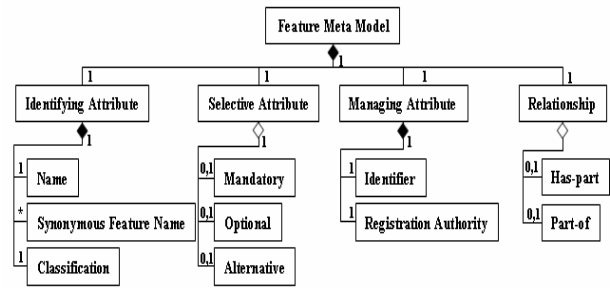 Feature Meta Model
1
1 1 1 1
Identifying Attribute Selective Attribute Managing Attribute Relationship
1 1 1 1
1 Name 0,1 Mandatory 1 Identifier 0,1 Has-part
* Synonymous Feature Name 0,1 Optional 1 Registration Authority 0,1 Part-of
1 Classification 0,1 Alternative